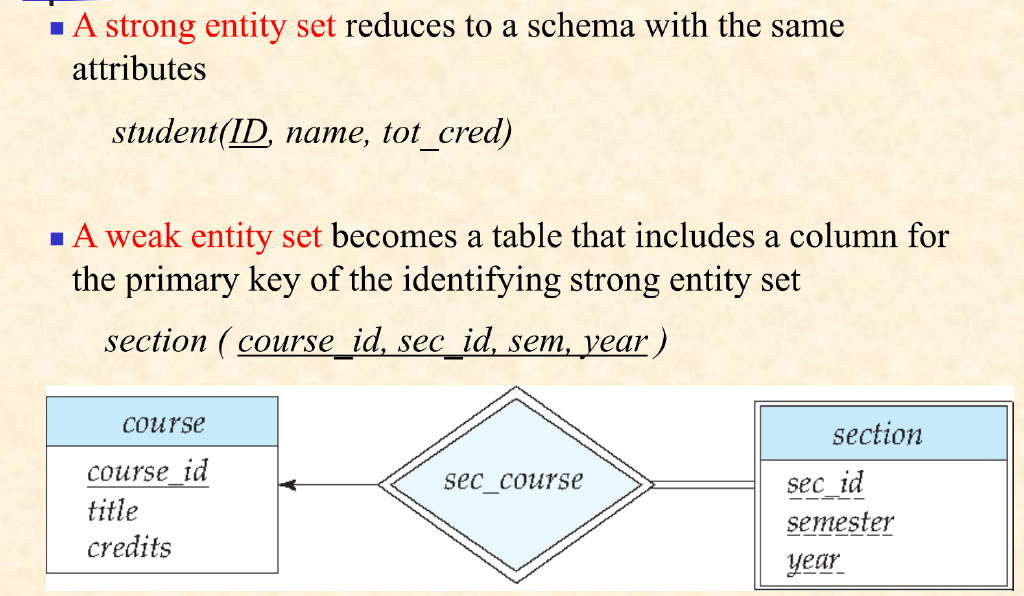 A strong entity set reduces to a schema with the same
attributes
student(ID, name, tot_cred)
A weak entity set becomes a table that includes a column for
the primary key of the identifying strong entity set
section ( course_id, sec_id, sem, year )
course
course_id
title
credits
sec_course
section
sec_id
semester
year